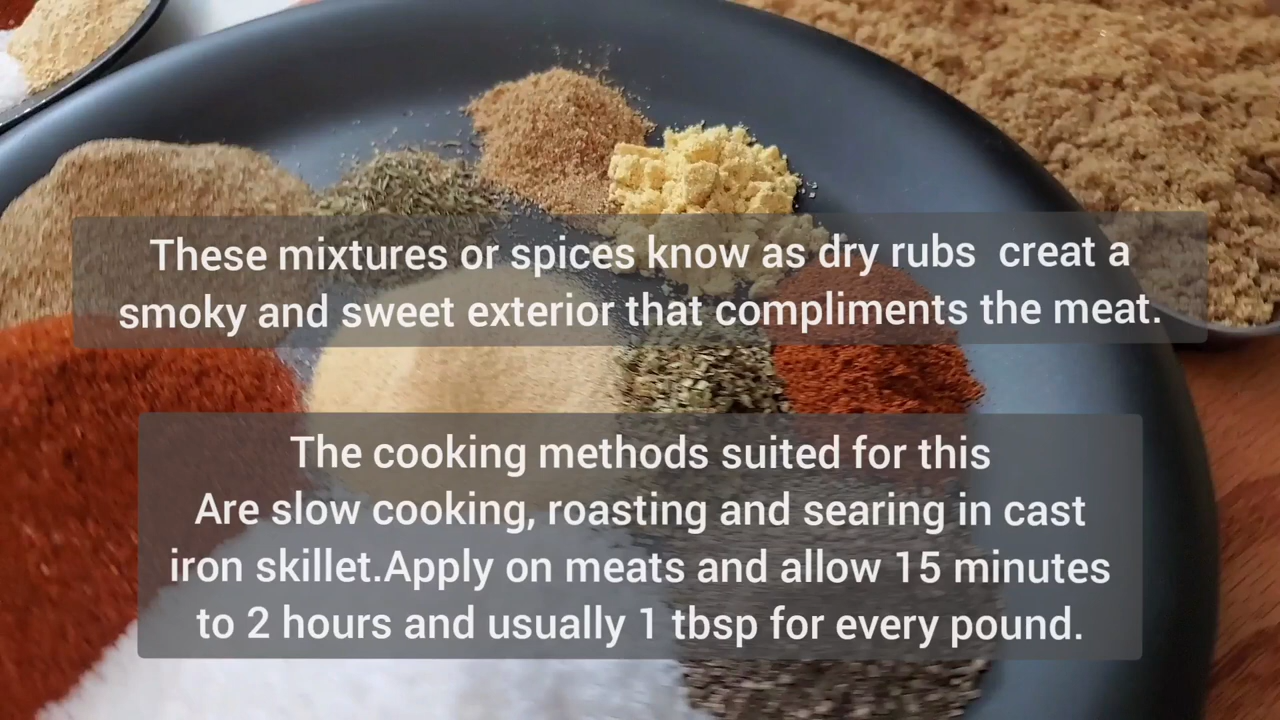 These mixtures or spices know as dry rubs  creat a
smoky and sweet exterior that compliments the meat.
The cooking methods suited for this
Are slow cooking, roasting and searing in cast
iron skillet.Apply on meats and allow 15 minutes
to 2 hours and usually 1 tbsp for every pound.